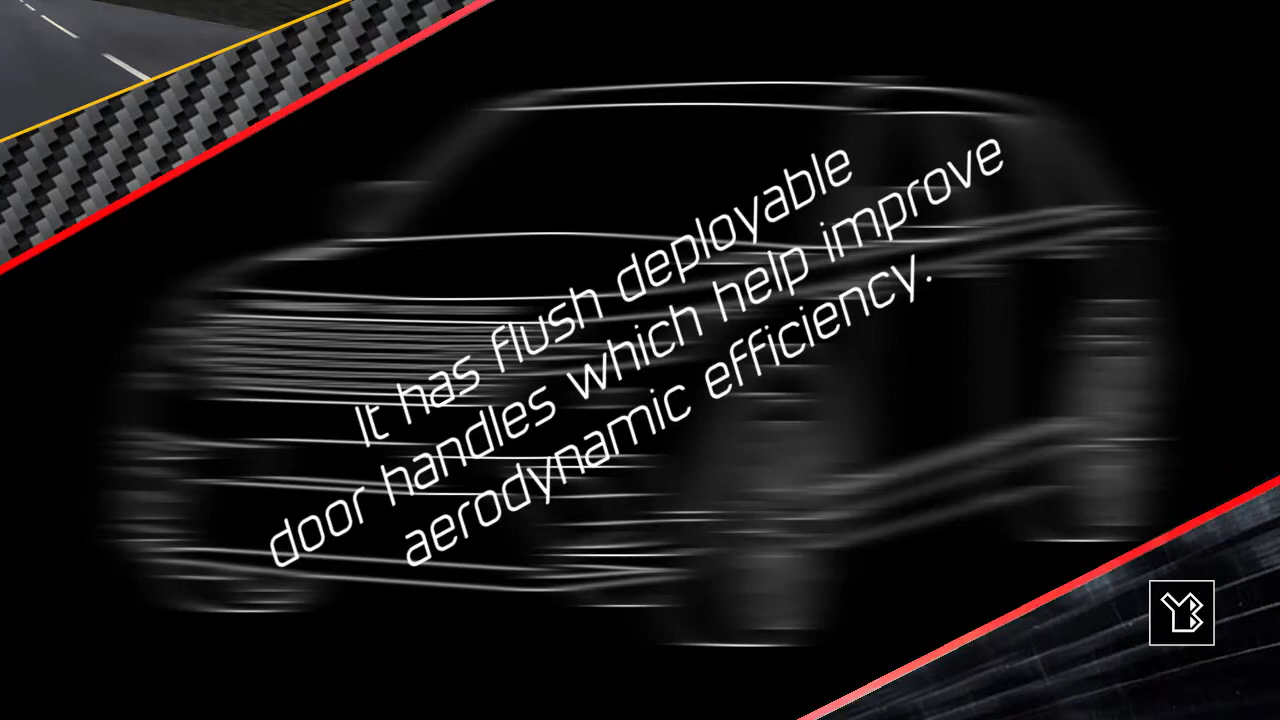 It has flush deployable
door handles which help improve
aerodynamic efficiency.